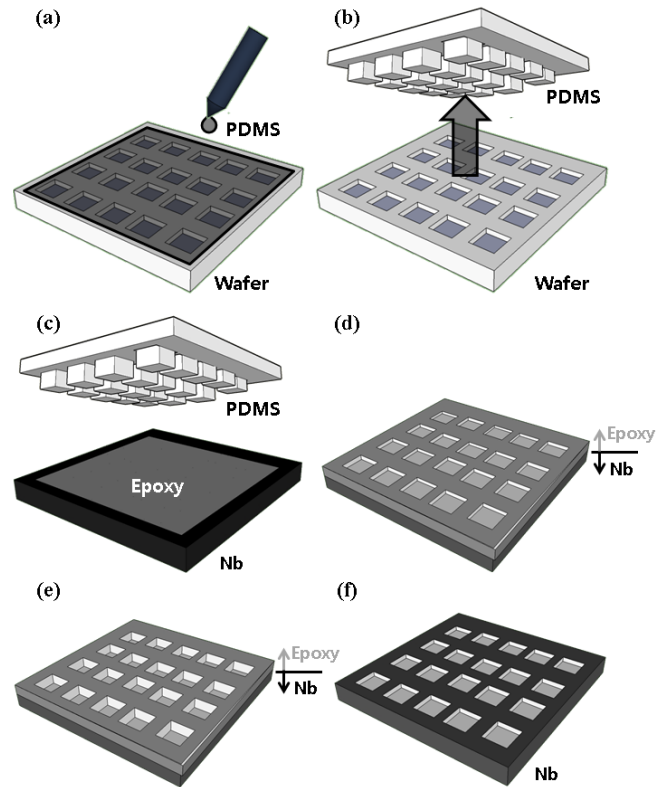 (a)
PDMS
Wafer
(b)
PDMS
Wafer
(c)
PDMS
Epoxy
Nb
(d)
Epoxy
Nb
(e)
Epoxy
Nb
(f)
Nb